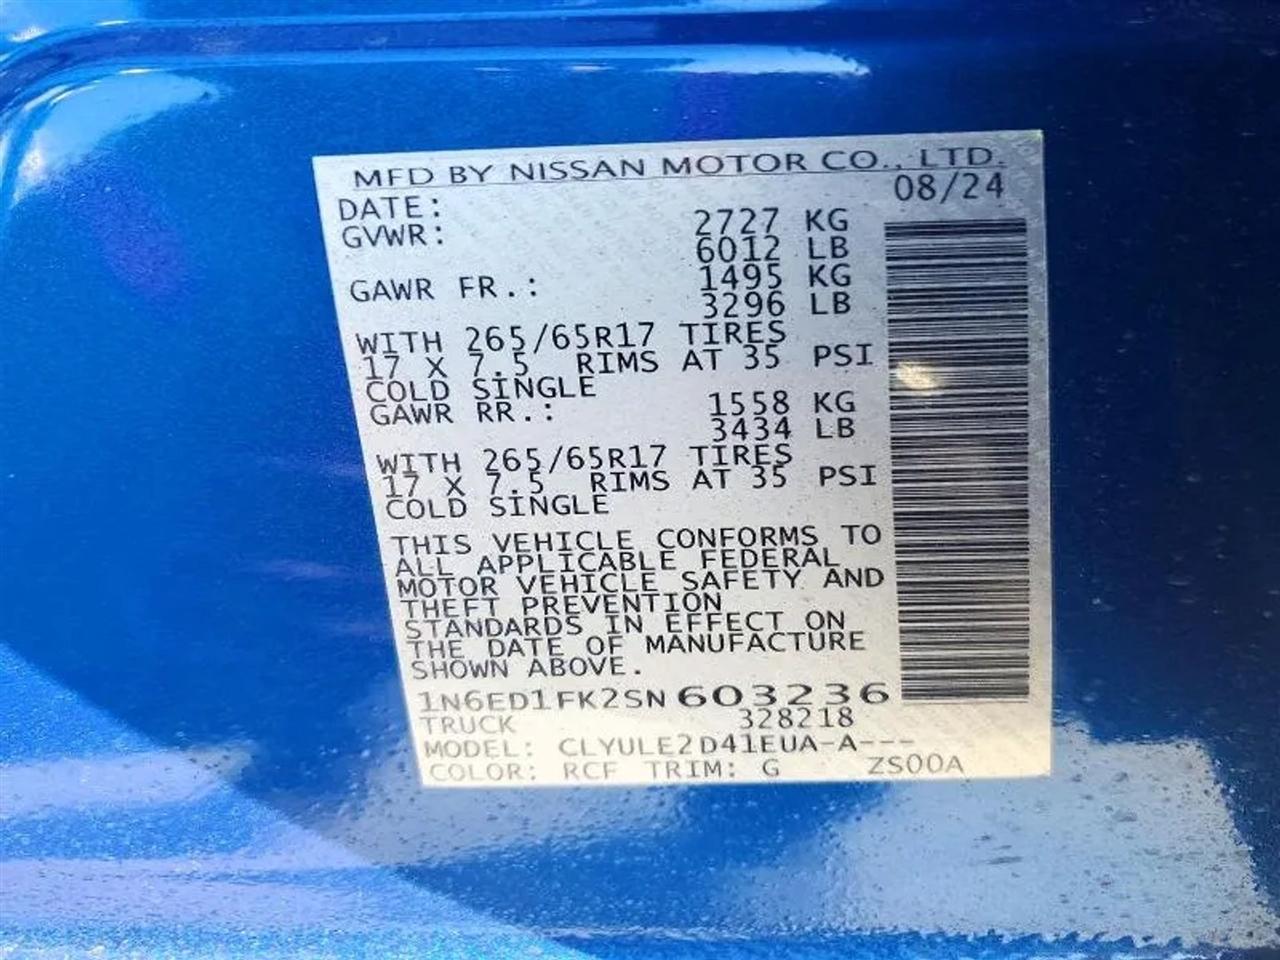 MFD BY NISSAN MOTOR CO., LTD.
DATE: 08/24
GVWR: 2727 KG
6012 LB
GAWR FR.: 1495 KG
3296 LB
WITH 265/65R17 TIRES
17 X 7.5 RIMS AT 35 PSI
COLD SINGLE
GAWR RR.: 1558 KG
3434 LB
WITH 265/65R17 TIRES
17 X 7.5 RIMS AT 35 PSI
COLD SINGLE
THIS VEHICLE CONFORMS TO
ALL APPLICABLE FEDERAL
MOTOR VEHICLE SAFETY AND
THEFT PREVENTION
STANDARDS IN EFFECT ON
THE DATE OF MANUFACTURE
SHOWN ABOVE.
1N6ED1FK2SN603236
TRUCK 328218
MODEL: CLYULE2D41EUA-A---
COLOR: RCF TRIM: G ZS00A